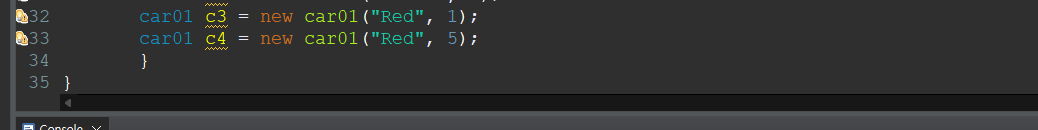 32 car01 c3 = new car01("Red", 1);
33 car01 c4 = new car01("Red", 5);
34 }
35 }
Console